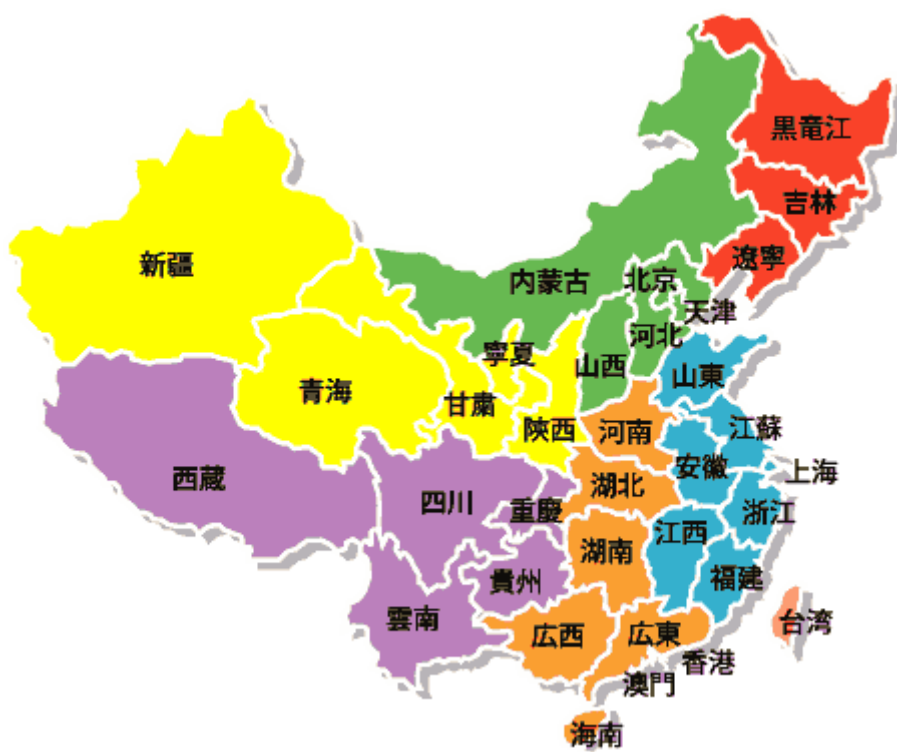 黒竜江
吉林
遼寧
新疆
内蒙古
北京
天津
河北
寧夏
山西
山東
青海
甘粛
陝西
河南
江蘇
安徽
上海
西蔵
四川
重慶
湖北
浙江
江西
湖南
福建
貴州
雲南
広西
広東
台湾
香港
澳門
海南